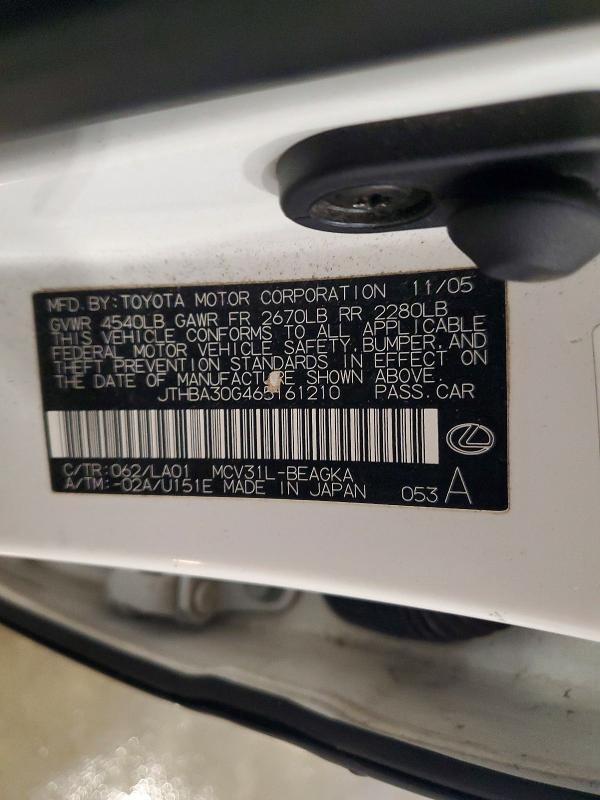 MFD. BY: TOYOTA MOTOR CORPORATION 11/05
GVWR 4540LB GAWR FR 2670LB RR 2280LB
THIS VEHICLE CONFORMS TO ALL APPLICABLE
FEDERAL MOTOR VEHICLE SAFETY, BUMPER, AND
THEFT PREVENTION STANDARDS IN EFFECT ON
THE DATE OF MANUFACTURE SHOWN ABOVE.
JTHBA30G465161210 PASS. CAR
C/TR: 062/LA01 MCV31L-BEAGKA
A/TM: -02A/U151E MADE IN JAPAN 053 A